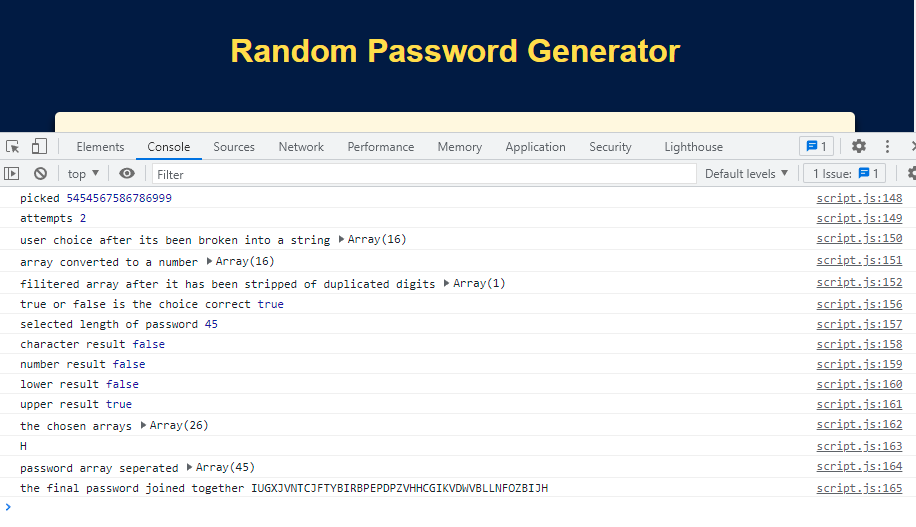 Random Password Generator
Elements Console Sources Network Performance Memory Application Security Lighthouse 1
top Filter Default levels 1 Issue: 1
picked 5454567586786999 script.js:148
attempts 2 script.js:149
user choice after its been broken into a string Array(16) script.js:150
array converted to a number Array(16) script.js:151
filitered array after it has been stripped of duplicated digits Array(1) script.js:152
true or false is the choice correct true script.js:156
selected length of password 45 script.js:157
character result false script.js:158
number result false script.js:159
lower result false script.js:160
upper result true script.js:161
the chosen arrays Array(26) script.js:162
H script.js:163
password array seperated Array(45) script.js:164
the final password joined together IUGXJVNTCJFTYBIRBPEPDPZVHHCGIKVDWVBLLNFOZBIJH script.js:165